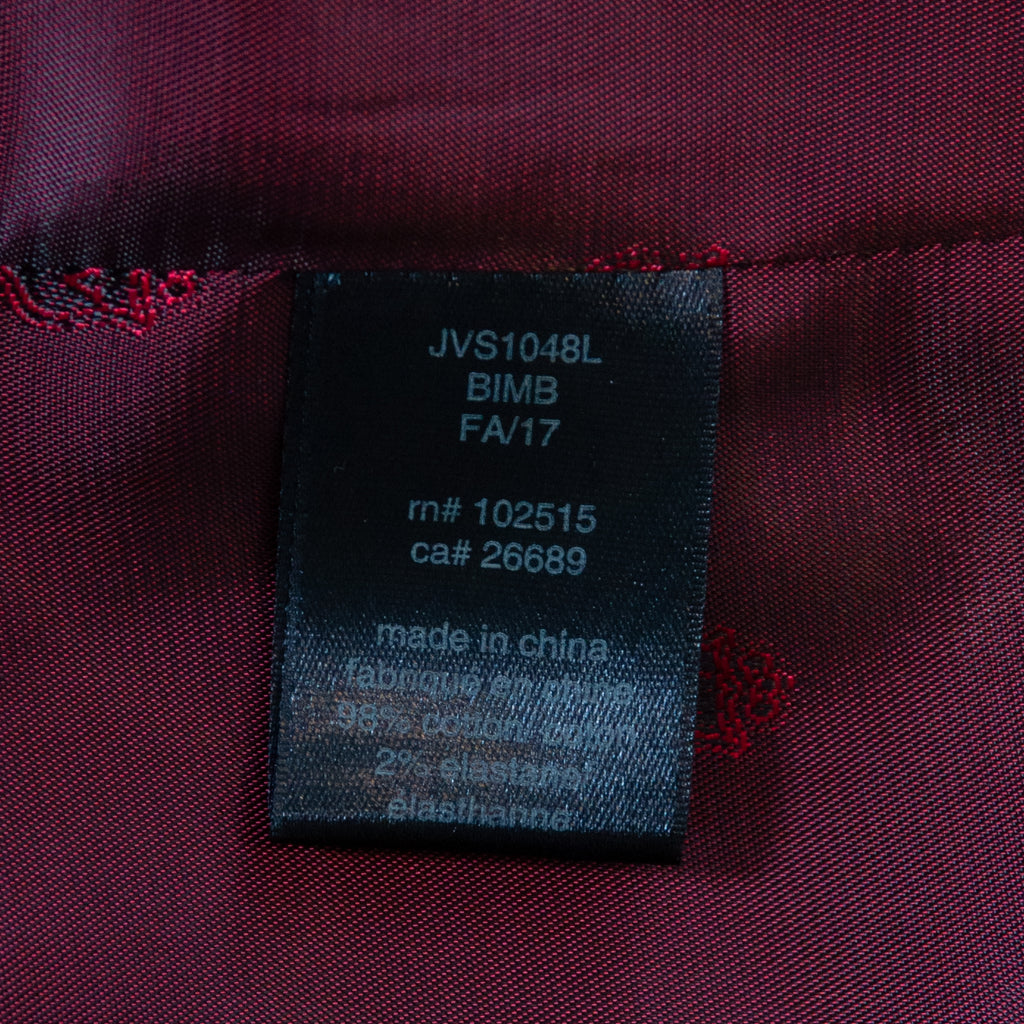 JVS1048L
BIMB
FA/17
rn# 102515
ca# 26689
made in china
fabriqué en chine
98% cotton/coton
2% elastane/
élasthanne